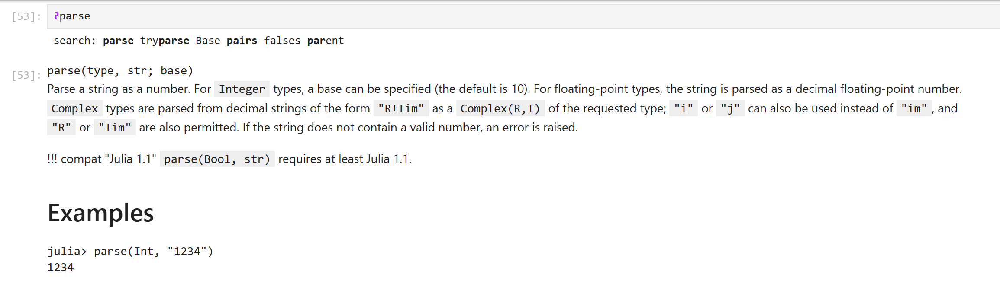 [53]: ?parse
search: parse tryparse Base pairs falses parent
[53]: parse(type, str; base)
Parse a string as a number. For Integer types, a base can be specified (the default is 10). For floating-point types, the string is parsed as a decimal floating-point number.
Complex types are parsed from decimal strings of the form "R±Iim" as a Complex(R,I) of the requested type; "i" or "j" can also be used instead of "im", and
"R" or "Iim" are also permitted. If the string does not contain a valid number, an error is raised.
!!! compat "Julia 1.1" parse(Bool, str) requires at least Julia 1.1.
Examples
julia> parse(Int, "1234")
1234